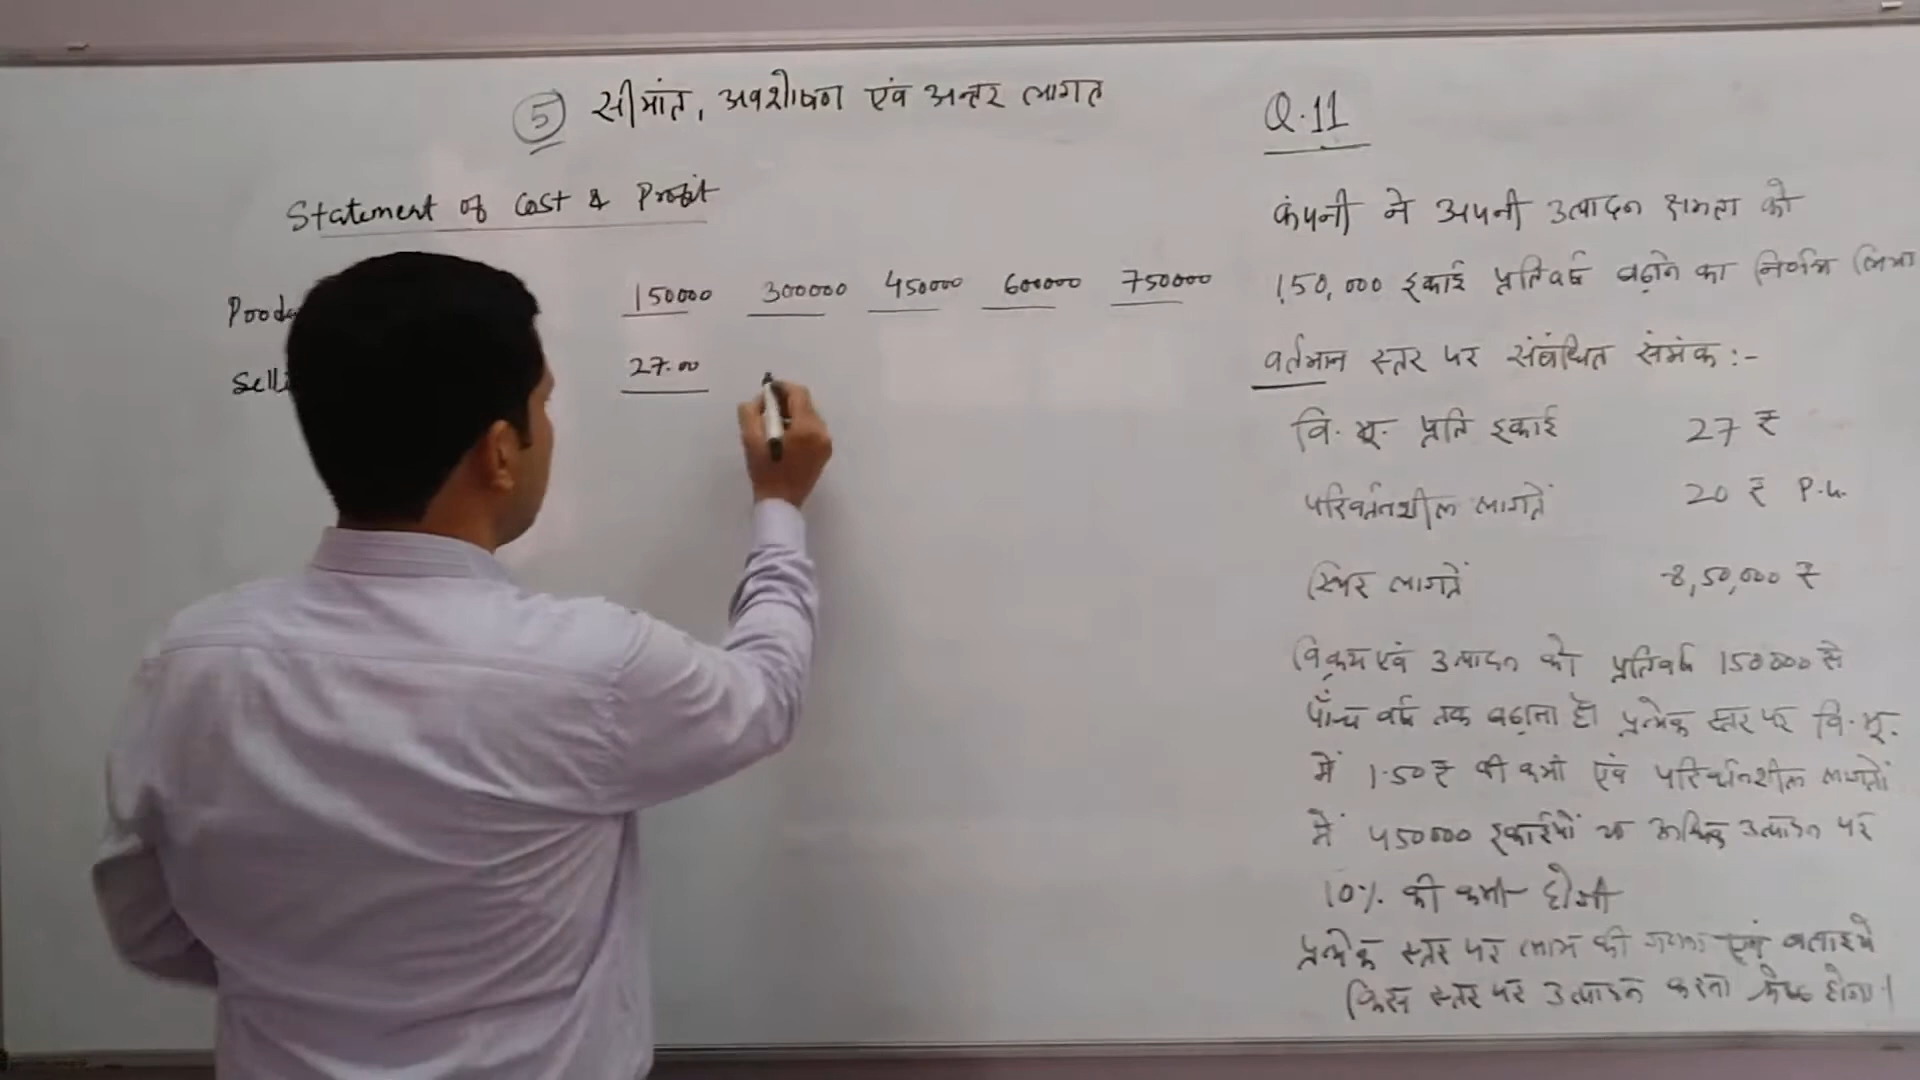 5 सीमांत, अवशोषण एवं अन्तर लागत
Statement of Cost & Profit
150000 300000 450000 600000 750000
Selli
27.00
Q.11
कंपनी ने अपनी उत्पादन क्षमता को
1,50,000 इकाई प्रतिवर्ष बढ़ाने का निर्णय लिया
वर्तमान स्तर पर संबंधित समंक :-
वि. मू. प्रति इकाई 27 ₹
परिवर्तनशील लागतें 20 ₹ P.U.
स्थिर लागतें 8,50,000 ₹
विक्रय एवं उत्पादन को प्रतिवर्ष 150000 से
पाँच वर्ष तक बढ़ाना है। प्रत्येक स्तर पर वि. मू.
में 1.50 ₹ की कमी एवं परिवर्तनशील लागतों
में 450000 इकाईयों या अधिक उत्पादन पर
10% की कमी होगी
प्रत्येक स्तर पर लाभ की गणना एवं बताइये
किस स्तर पर उत्पादन करना श्रेष्ठ होगा।